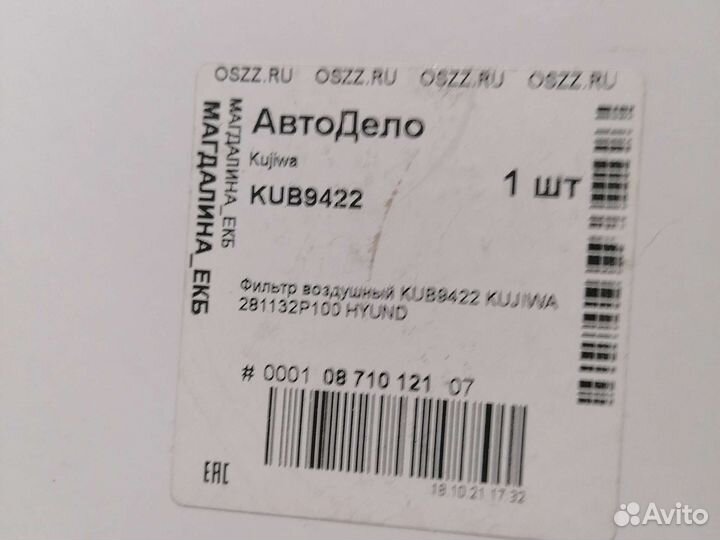 OSZZ.RU OSZZ.RU OSZZ.RU OSZZ.RU
МАГДАЛИНА_ЕКБ
МАГДАЛИНА_ЕКБ
АвтоДело
Kujiwa
KUB9422
1 шт
Фильтр воздушный KUB9422 KUJIWA
281132P100 HYUND
# 0001 08 710 121 07
EAC
18.10.21 17:32
Avito